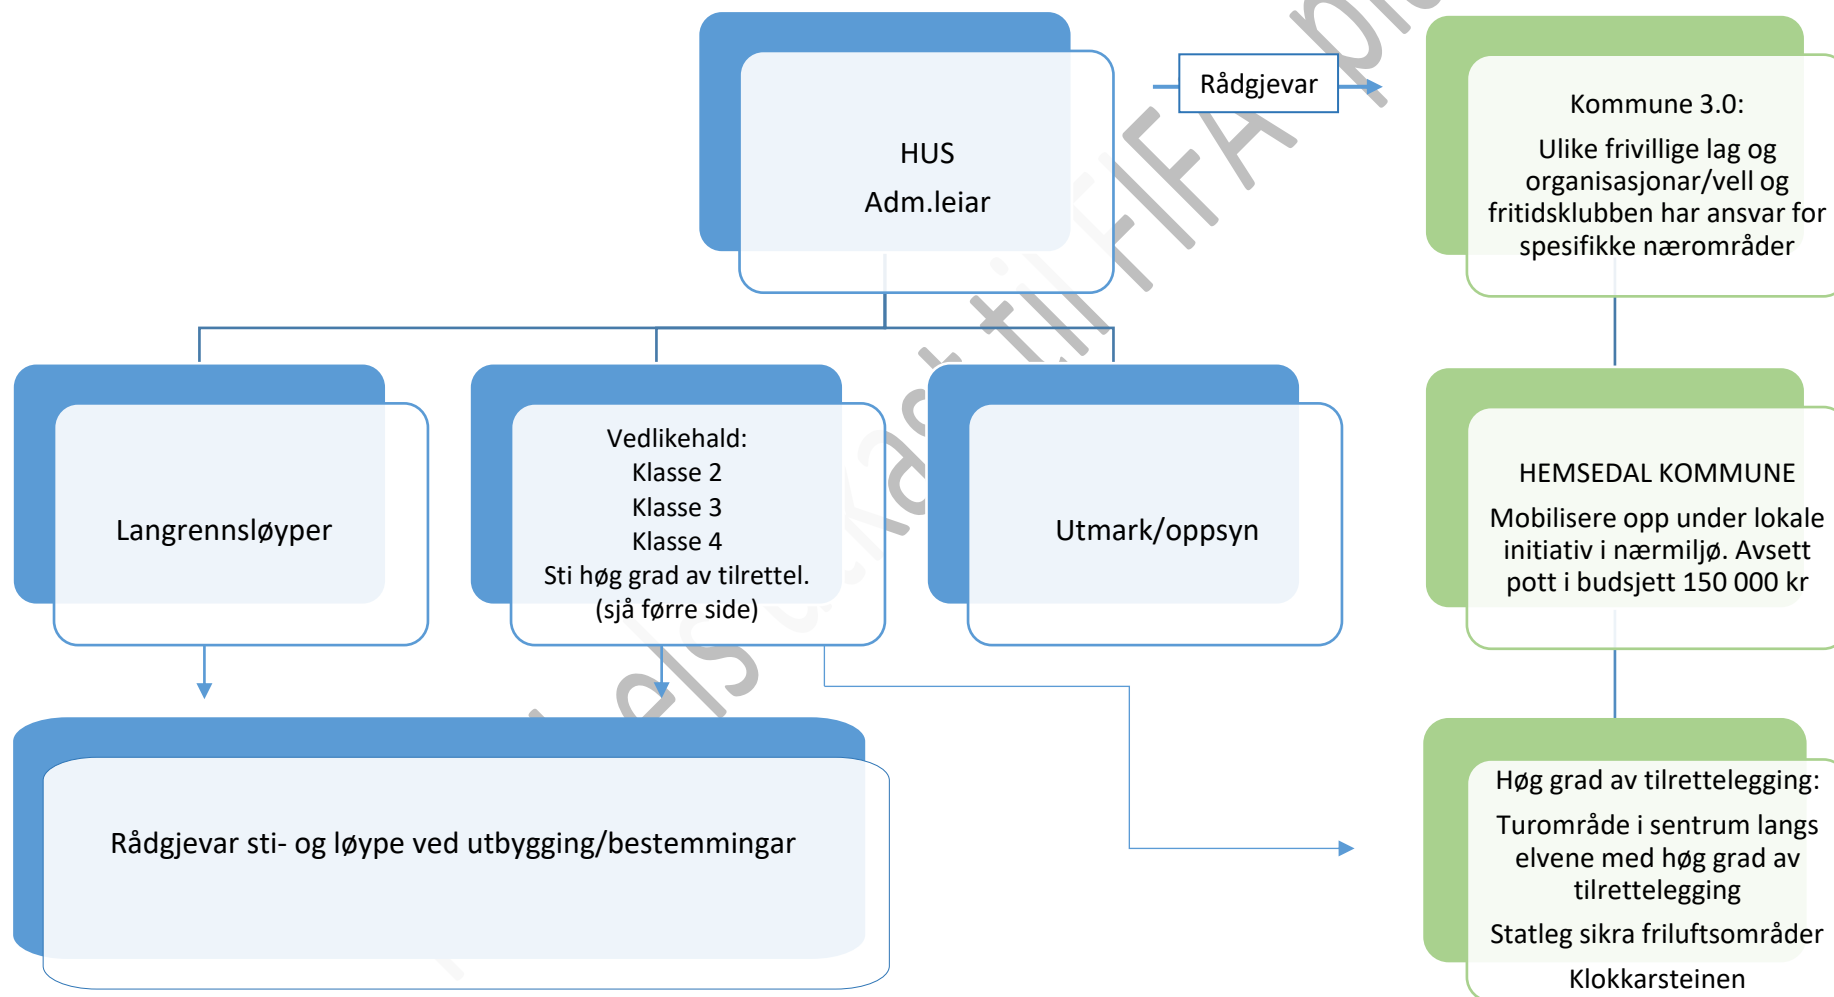 HUS
Adm.leiar
Rådgjevar
Kommune 3.0:
Ulike frivillige lag og
organisasjonar/vell og
fritidsklubben har ansvar for
spesifikke nærområder
Langrennsløyper
Vedlikehald:
Klasse 2
Klasse 3
Klasse 4
Sti høg grad av tilrettel.
(sjå førre side)
Utmark/oppsyn
HEMSEDAL KOMMUNE
Mobilisere opp under lokale
initiativ i nærmiljø. Avsett
pott i budsjett 150 000 kr
Rådgjevar sti- og løype ved utbygging/bestemmingar
Høg grad av tilrettelegging:
Turområde i sentrum langs
elvene med høg grad av
tilrettelegging
Statleg sikra friluftsområder
Klokkarsteinen
til FIFA